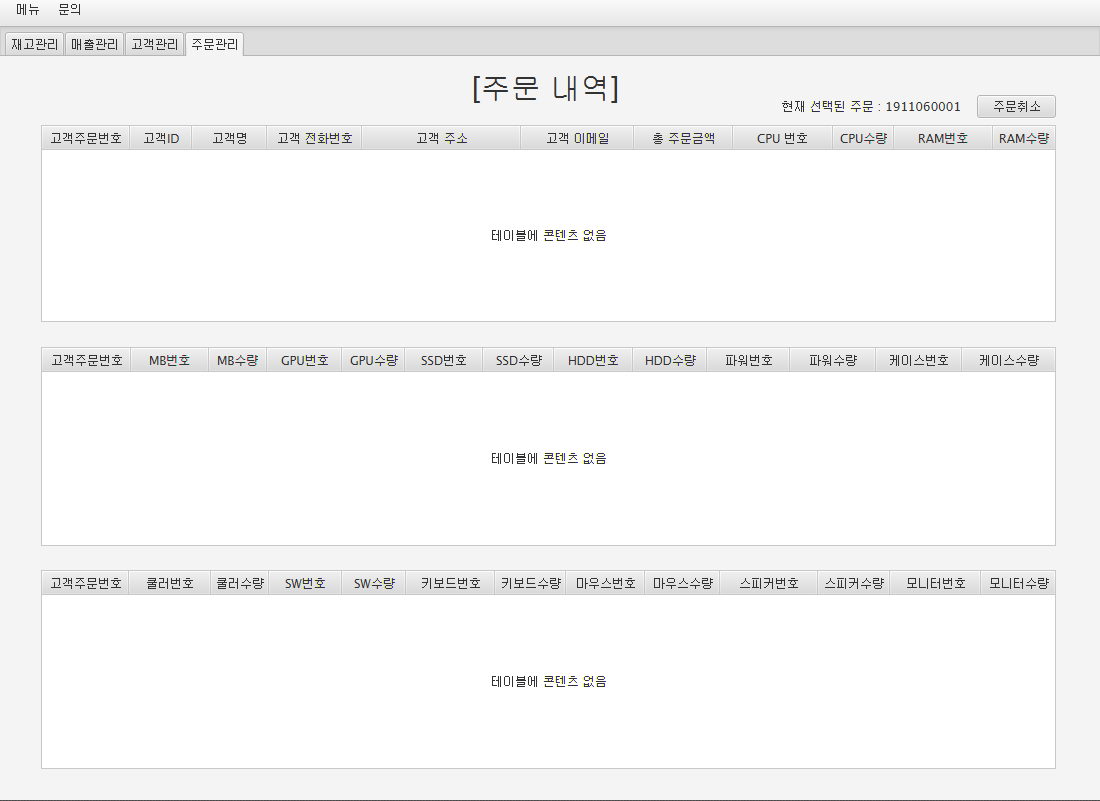 메뉴 문의
재고관리 매출관리 고객관리 주문관리
[주문 내역]
현재 선택된 주문 : 1911060001 주문취소
고객주문번호 고객ID 고객명 고객 전화번호 고객 주소 고객 이메일 총 주문금액 CPU 번호 CPU수량 RAM번호 RAM수량
테이블에 콘텐츠 없음
고객주문번호 MB번호 MB수량 GPU번호 GPU수량 SSD번호 SSD수량 HDD번호 HDD수량 파워번호 파워수량 케이스번호 케이스수량
테이블에 콘텐츠 없음
고객주문번호 쿨러번호 쿨러수량 SW번호 SW수량 키보드번호 키보드수량 마우스번호 마우스수량 스피커번호 스피커수량 모니터번호 모니터수량
테이블에 콘텐츠 없음